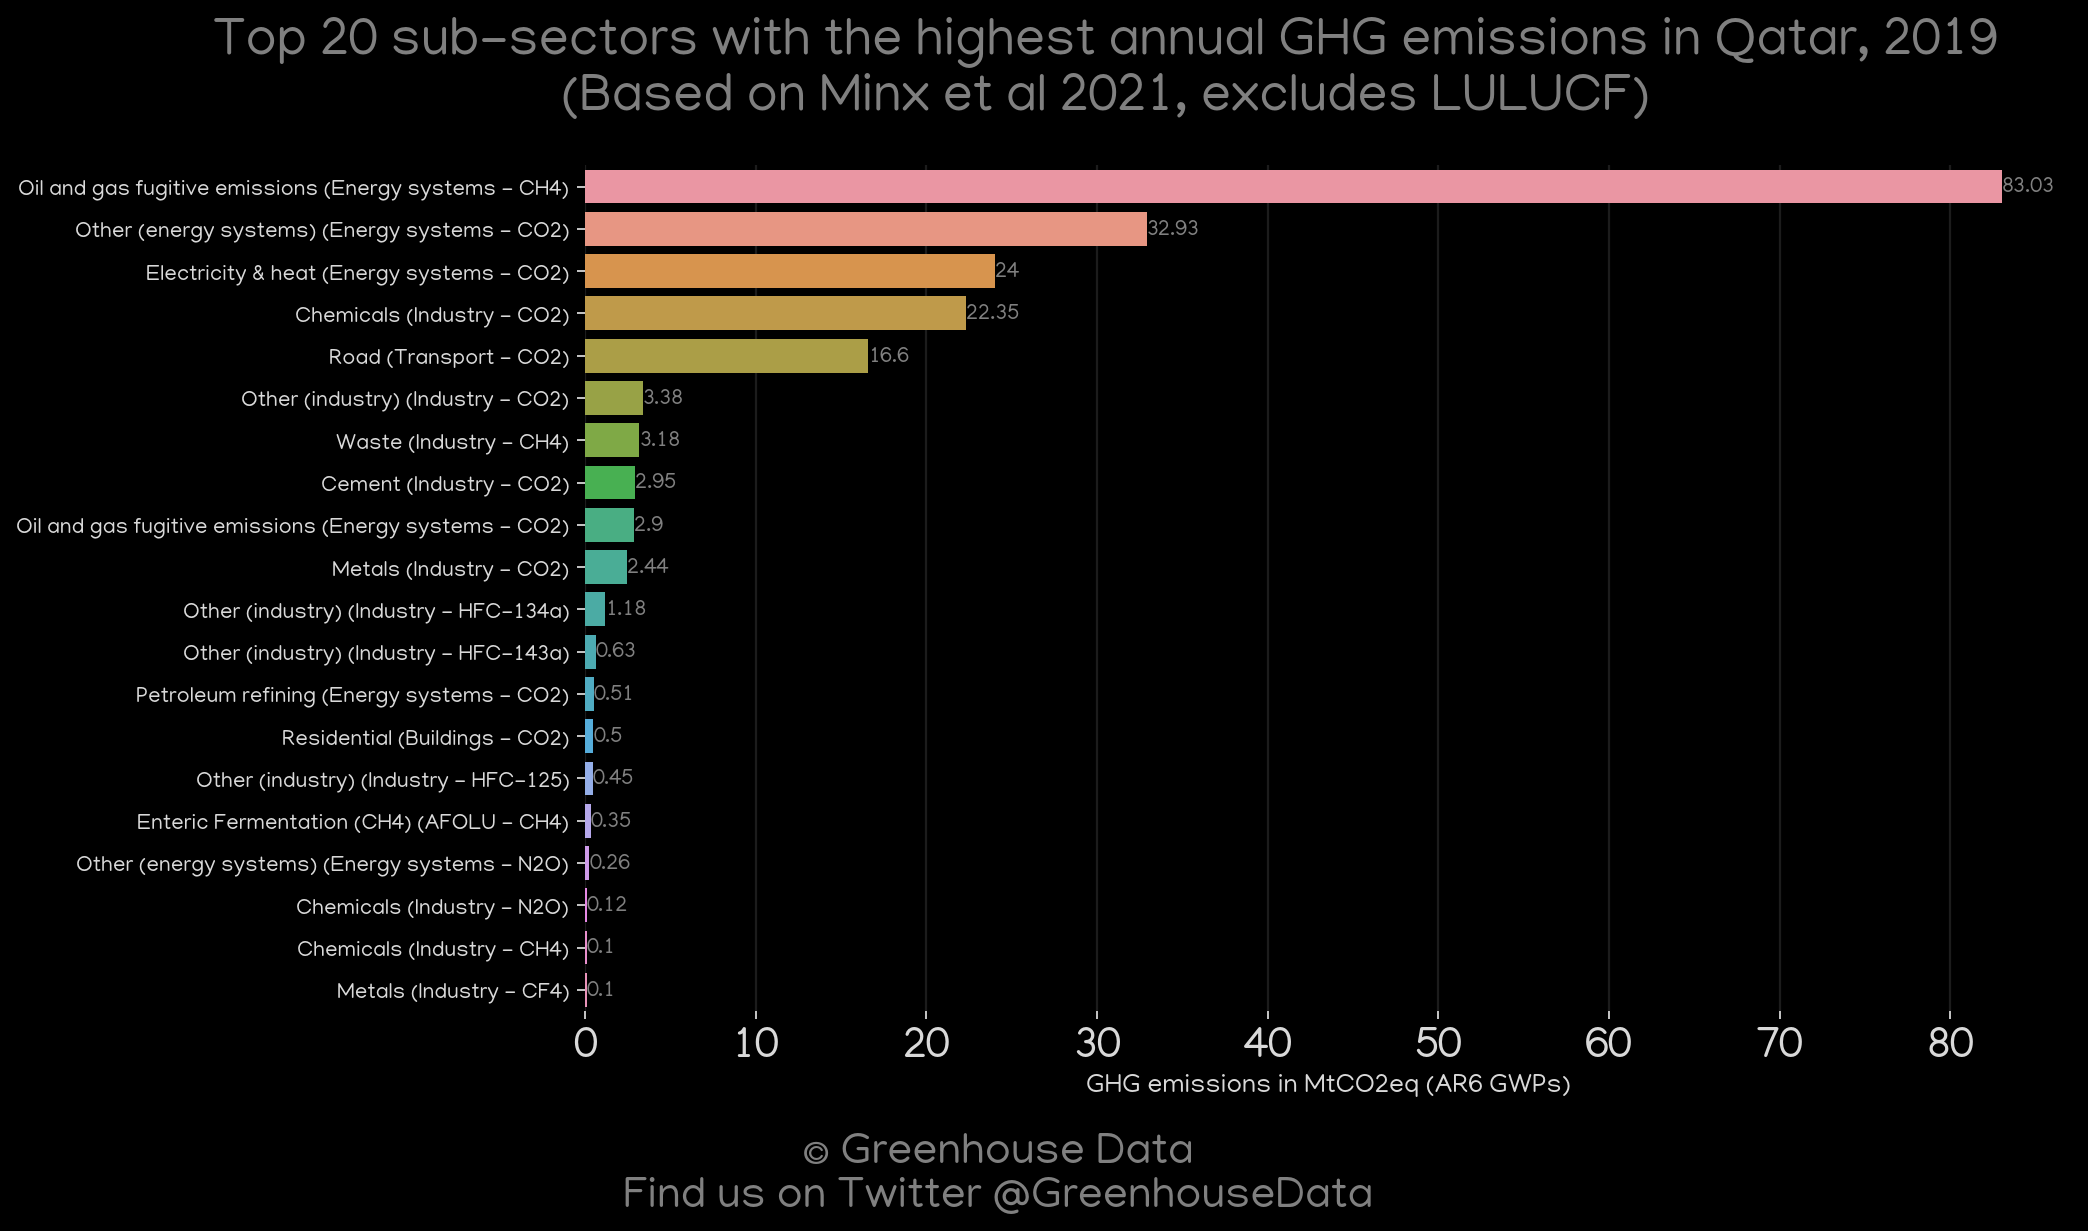 Top 20 sub-sectors with the highest annual GHG emissions in Qatar, 2019
(Based on Minx et al 2021, excludes LULUCF)
Oil and gas fugitive emissions (Energy systems - CH4) 83.03
Other (energy systems) (Energy systems - CO2) 32.93
Electricity & heat (Energy systems - CO2) 24
Chemicals (Industry - CO2) 22.35
Road (Transport - CO2) 16.6
Other (industry) (Industry - CO2) 3.38
Waste (Industry - CH4) 3.18
Cement (Industry - CO2) 2.95
Oil and gas fugitive emissions (Energy systems - CO2) 2.9
Metals (Industry - CO2) 2.44
Other (industry) (Industry - HFC-134a) 1.18
Other (industry) (Industry - HFC-143a) 0.63
Petroleum refining (Energy systems - CO2) 0.51
Residential (Buildings - CO2) 0.5
Other (industry) (Industry - HFC-125) 0.45
Enteric Fermentation (CH4) (AFOLU - CH4) 0.35
Other (energy systems) (Energy systems - N2O) 0.26
Chemicals (Industry - N2O) 0.12
Chemicals (Industry - CH4) 0.1
Metals (Industry - CF4) 0.1
0 10 20 30 40 50 60 70 80
GHG emissions in MtCO2eq (AR6 GWPs)
© Greenhouse Data
Find us on Twitter @GreenhouseData